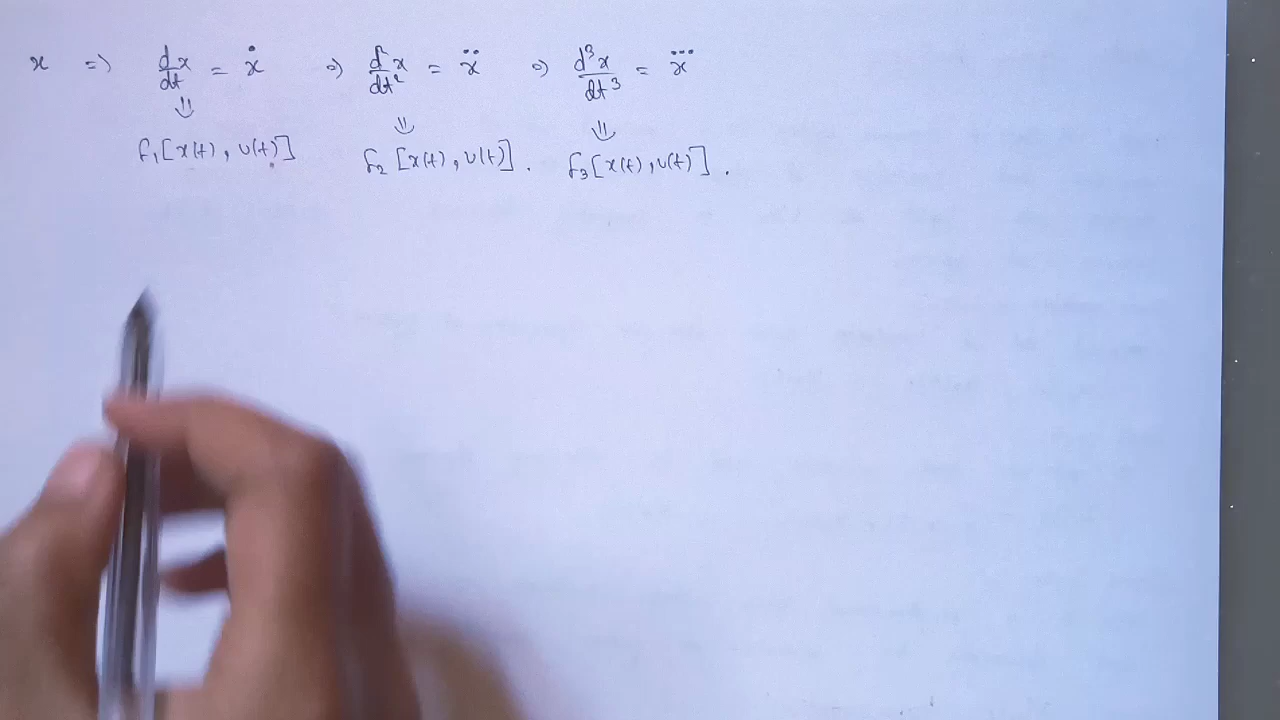 x => dx/dt = ẋ => d²x/dt² = ẍ => d³x/dt³ = x⃛
⇓ ⇓ ⇓
f₁[x(t), u(t)] f₂[x(t), u(t)]. f₃[x(t), u(t)].